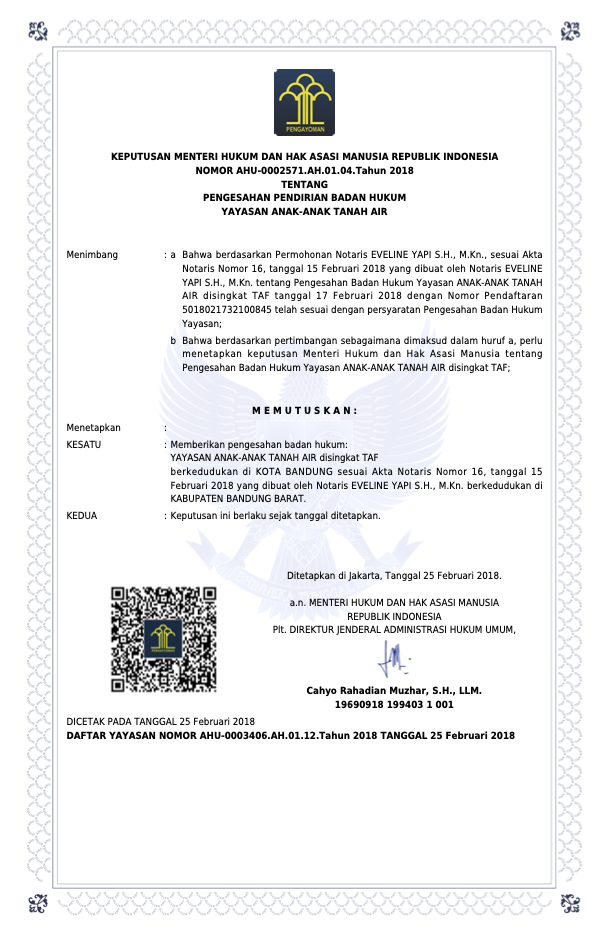 PENGAYOMAN
KEPUTUSAN MENTERI HUKUM DAN HAK ASASI MANUSIA REPUBLIK INDONESIA
NOMOR AHU-0002571.AH.01.04.Tahun 2018
TENTANG
PENGESAHAN PENDIRIAN BADAN HUKUM
YAYASAN ANAK-ANAK TANAH AIR
Menimbang : a Bahwa berdasarkan Permohonan Notaris EVELINE YAPI S.H., M.Kn., sesuai Akta
Notaris Nomor 16, tanggal 15 Februari 2018 yang dibuat oleh Notaris EVELINE
YAPI S.H., M.Kn. tentang Pengesahan Badan Hukum Yayasan ANAK-ANAK TANAH
AIR disingkat TAF tanggal 17 Februari 2018 dengan Nomor Pendaftaran
5018021732100845 telah sesuai dengan persyaratan Pengesahan Badan Hukum
Yayasan;
b Bahwa berdasarkan pertimbangan sebagaimana dimaksud dalam huruf a, perlu
menetapkan keputusan Menteri Hukum dan Hak Asasi Manusia tentang
Pengesahan Badan Hukum Yayasan ANAK-ANAK TANAH AIR disingkat TAF;
M E M U T U S K A N :
Menetapkan :
KESATU : Memberikan pengesahan badan hukum:
YAYASAN ANAK-ANAK TANAH AIR disingkat TAF
berkedudukan di KOTA BANDUNG sesuai Akta Notaris Nomor 16, tanggal 15
Februari 2018 yang dibuat oleh Notaris EVELINE YAPI S.H., M.Kn. berkedudukan di
KABUPATEN BANDUNG BARAT.
KEDUA : Keputusan ini berlaku sejak tanggal ditetapkan.
Ditetapkan di Jakarta, Tanggal 25 Februari 2018.
a.n. MENTERI HUKUM DAN HAK ASASI MANUSIA
REPUBLIK INDONESIA
Plt. DIREKTUR JENDERAL ADMINISTRASI HUKUM UMUM,
Cahyo Rahadian Muzhar, S.H., LLM.
19690918 199403 1 001
DICETAK PADA TANGGAL 25 Februari 2018
DAFTAR YAYASAN NOMOR AHU-0003406.AH.01.12.Tahun 2018 TANGGAL 25 Februari 2018